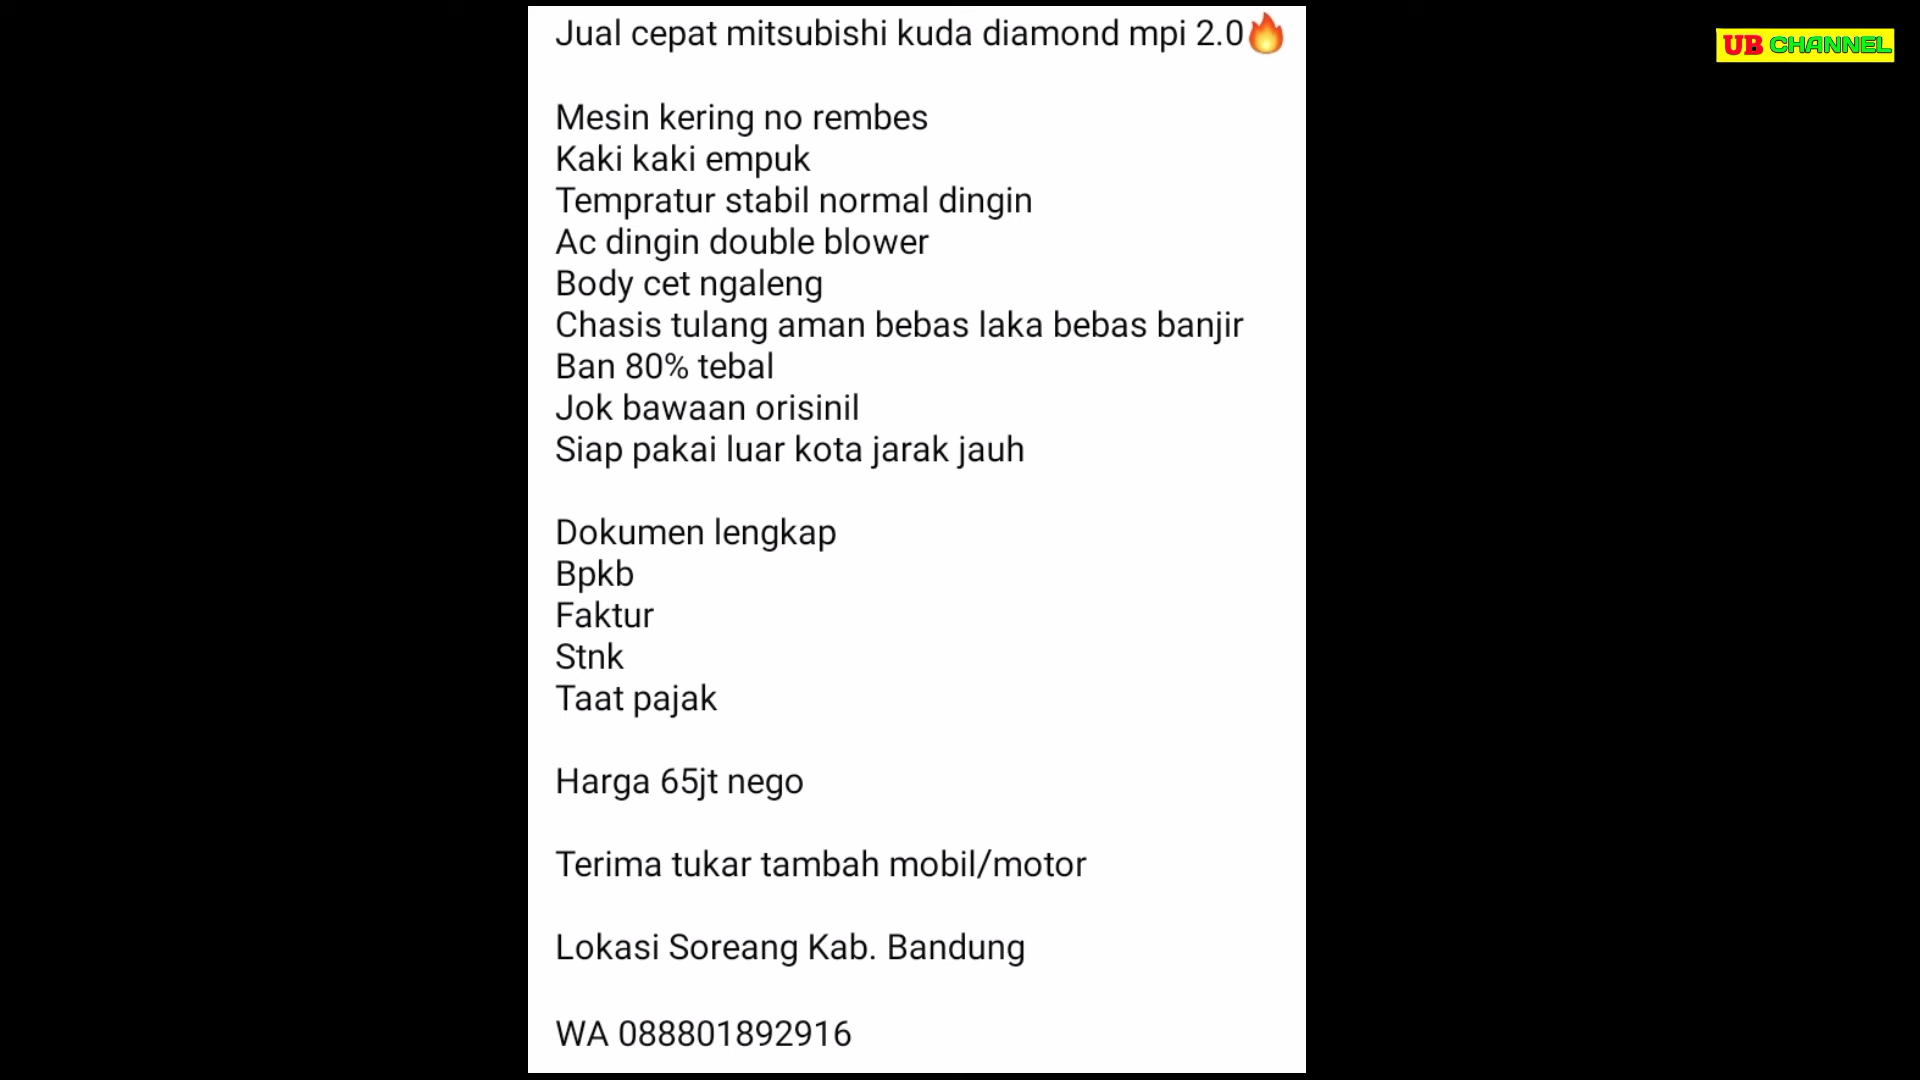 Jual cepat mitsubishi kuda diamond mpi 2.0🔥
UB CHANNEL
Mesin kering no rembes
Kaki kaki empuk
Tempratur stabil normal dingin
Ac dingin double blower
Body cet ngaleng
Chasis tulang aman bebas laka bebas banjir
Ban 80% tebal
Jok bawaan orisinil
Siap pakai luar kota jarak jauh
Dokumen lengkap
Bpkb
Faktur
Stnk
Taat pajak
Harga 65jt nego
Terima tukar tambah mobil/motor
Lokasi Soreang Kab. Bandung
WA 088801892916